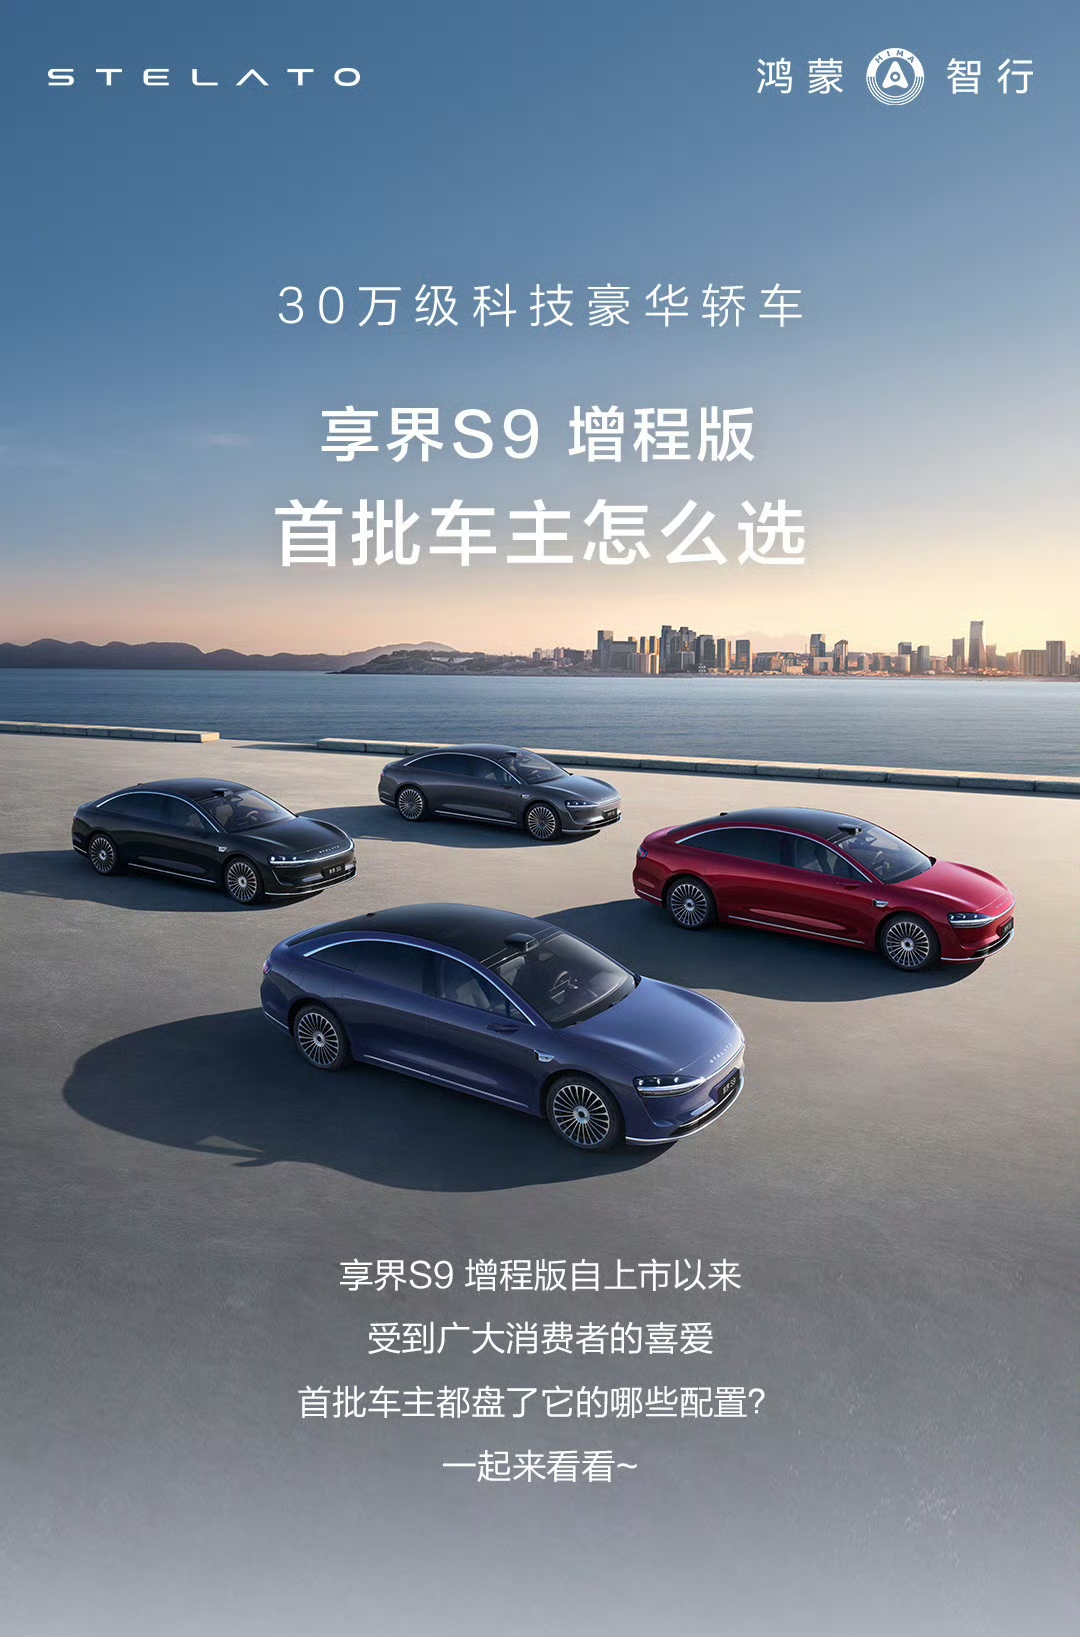 STELATO
鸿蒙 HIMA 智行
30万级科技豪华轿车
享界S9 增程版
首批车主怎么选
STELATO
享界S9 增程版自上市以来
受到广大消费者的喜爱
首批车主都盘了它的哪些配置？
一起来看看~